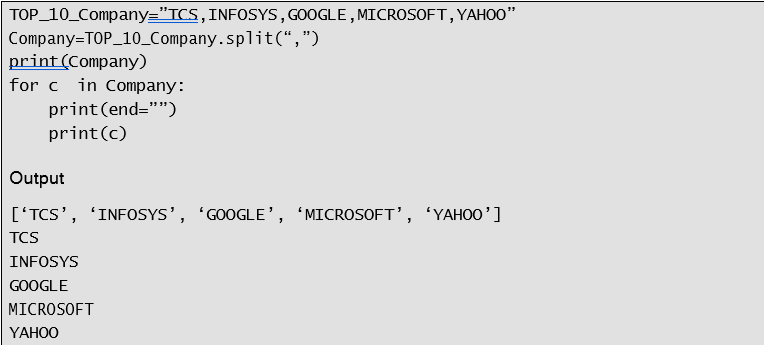 TOP_10_Company=”TCS,INFOSYS,GOOGLE,MICROSOFT,YAHOO”
Company=TOP_10_Company.split(“,”)
print(Company)
for c  in Company:
    print(end=””)
    print(c)
Output
[‘TCS’, ‘INFOSYS’, ‘GOOGLE’, ‘MICROSOFT’, ‘YAHOO’]
TCS
INFOSYS
GOOGLE
MICROSOFT
YAHOO